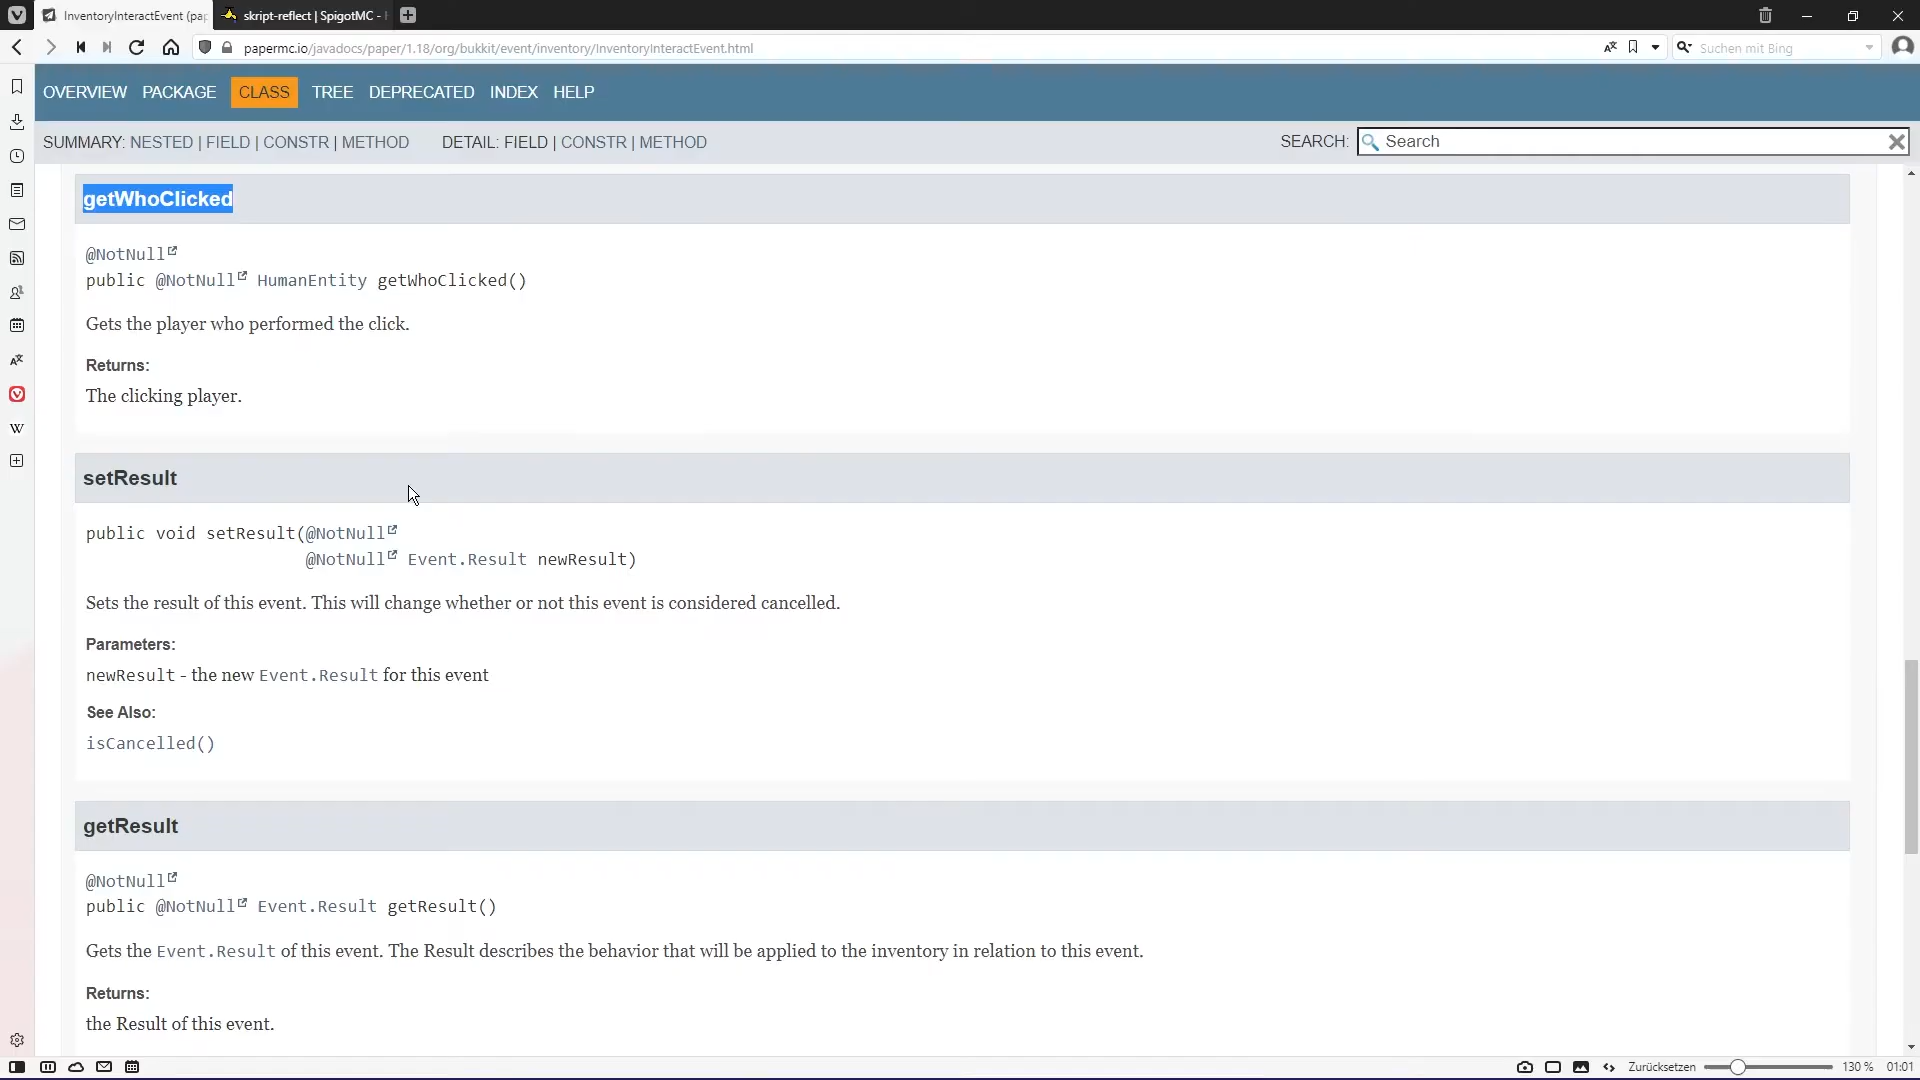 InventoryInteractEvent (pap
skript-reflect | SpigotMC -
papermc.io/javadocs/paper/1.18/org/bukkit/event/inventory/InventoryInteractEvent.html
Suchen mit Bing
OVERVIEW PACKAGE CLASS TREE DEPRECATED INDEX HELP
SUMMARY: NESTED | FIELD | CONSTR | METHOD DETAIL: FIELD | CONSTR | METHOD
SEARCH: Search
getWhoClicked
@NotNull
public @NotNull HumanEntity getWhoClicked()
Gets the player who performed the click.
Returns:
The clicking player.
setResult
public void setResult(@NotNull
@NotNull Event.Result newResult)
Sets the result of this event. This will change whether or not this event is considered cancelled.
Parameters:
newResult - the new Event.Result for this event
See Also:
isCancelled()
getResult
@NotNull
public @NotNull Event.Result getResult()
Gets the Event.Result of this event. The Result describes the behavior that will be applied to the inventory in relation to this event.
Returns:
the Result of this event.
Zurücksetzen 130 % 01:01